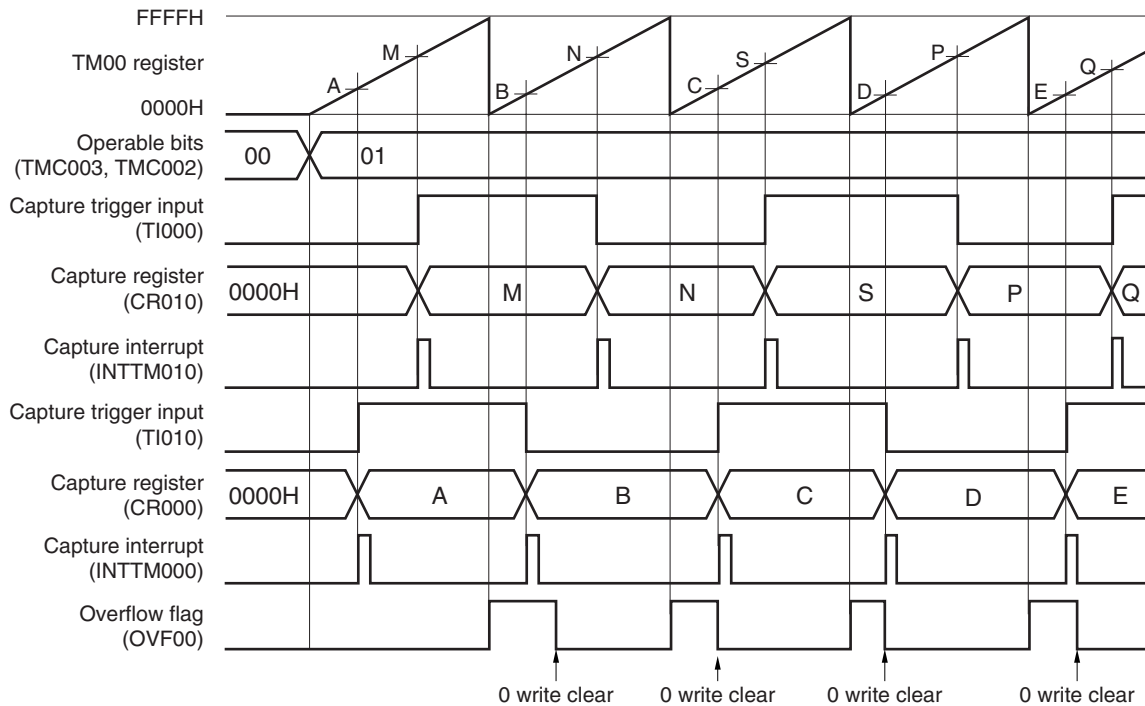 FFFFH
TM00 register
0000H
A M B N C S D P E Q
Operable bits
(TMC003, TMC002)
00 01
Capture trigger input
(TI000)
Capture register
(CR010)
0000H M N S P Q
Capture interrupt
(INTTM010)
Capture trigger input
(TI010)
Capture register
(CR000)
0000H A B C D E
Capture interrupt
(INTTM000)
Overflow flag
(OVF00)
0 write clear 0 write clear 0 write clear 0 write clear